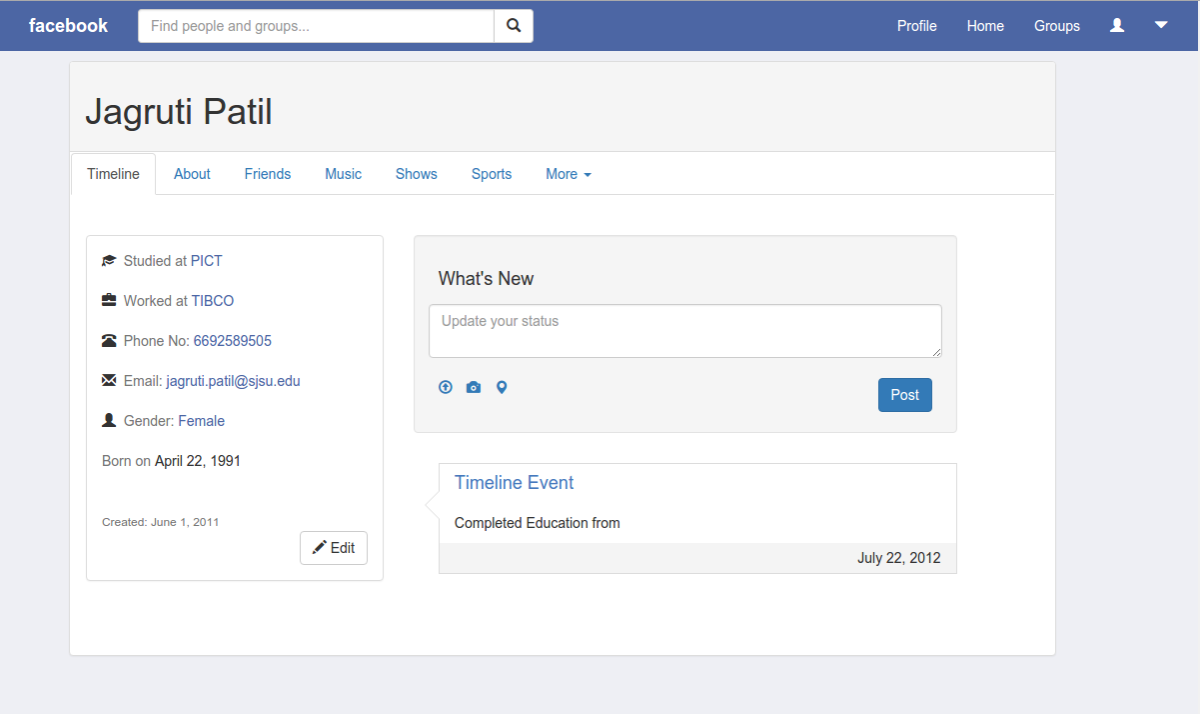 facebook Find people and groups... Profile Home Groups
Jagruti Patil
Timeline About Friends Music Shows Sports More
Studied at PICT
Worked at TIBCO
Phone No: 6692589505
Email: jagruti.patil@sjsu.edu
Gender: Female
Born on April 22, 1991
Created: June 1, 2011
Edit
What's New
Update your status
Post
Timeline Event
Completed Education from
July 22, 2012